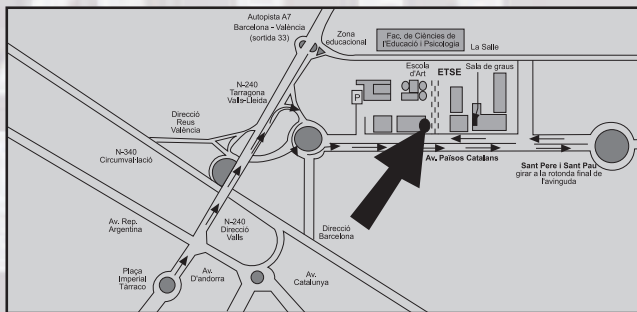 Autopista A7
Barcelona - València
(sortida 33)
Zona
educacional
Fac. de Ciències de
l'Educació i Psicologia
La Salle
Escola
d'Art
ETSE
Sala de graus
N-240
Tarragona
Valls-Lleida
P
Direcció
Reus
València
N-340
Circumval·lació
Av. Països Catalans
Sant Pere i Sant Pau
girar a la rotonda final de
l'avinguda
Av. Rep.
Argentina
N-240
Direcció
Valls
Direcció
Barcelona
Plaça
Imperial
Tàrraco
Av.
D'andorra
Av.
Catalunya